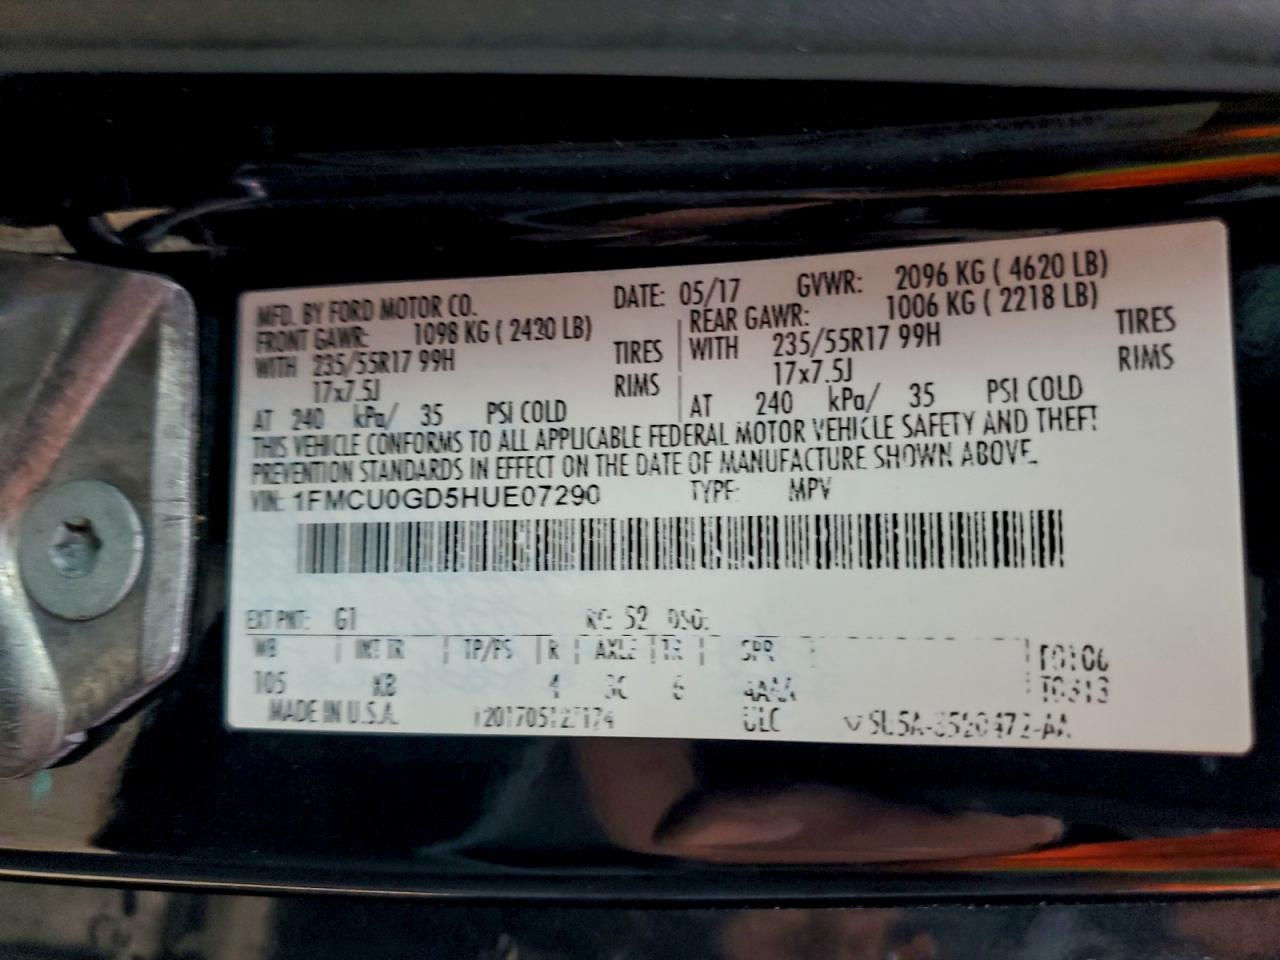 MFD. BY FORD MOTOR CO. DATE: 05/17 GVWR: 2096 KG ( 4620 LB)
FRONT GAWR: 1098 KG ( 2420 LB) REAR GAWR: 1006 KG ( 2218 LB)
WITH 235/55R17 99H TIRES WITH 235/55R17 99H TIRES
17x7.5J RIMS 17x7.5J RIMS
AT 240 kPa/ 35 PSI COLD AT 240 kPa/ 35 PSI COLD
THIS VEHICLE CONFORMS TO ALL APPLICABLE FEDERAL MOTOR VEHICLE SAFETY AND THEFT
PREVENTION STANDARDS IN EFFECT ON THE DATE OF MANUFACTURE SHOWN ABOVE.
VIN: 1FMCU0GD5HUE07290 TYPE: MPV
EXT PNT: G1 RC: 52 DSO:
WB INT TR TP/PS R AXLE TR SPR
105 KB 4 6
MADE IN U.S.A. ULC